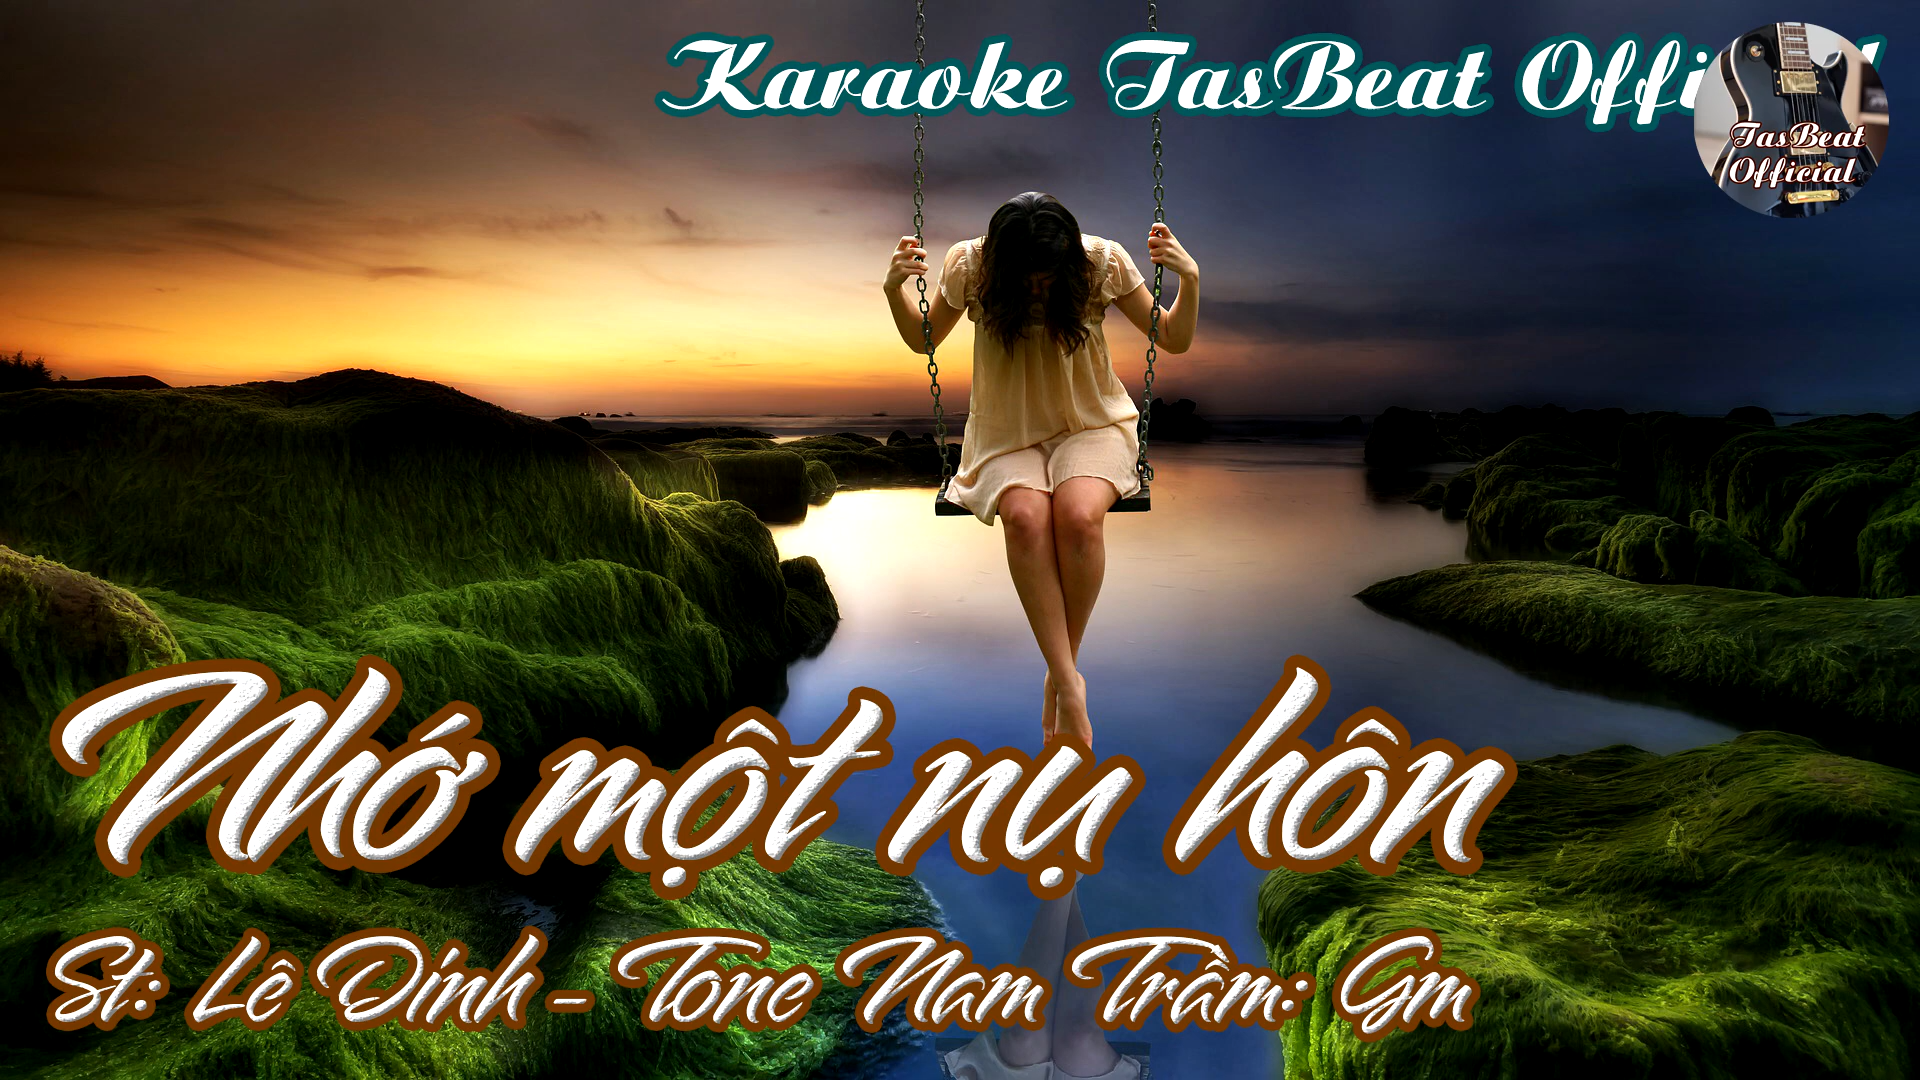 Karaoke TasBeat Offi
TasBeat
Official
Nhớ một nụ hôn
St: Lê Dinh - Tone Nam Trầm: Gm